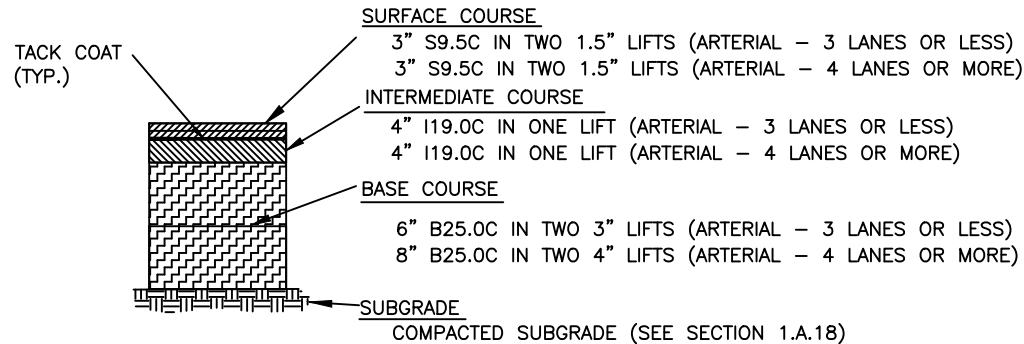 SURFACE COURSE
3" S9.5C IN TWO 1.5" LIFTS (ARTERIAL – 3 LANES OR LESS)
3" S9.5C IN TWO 1.5" LIFTS (ARTERIAL – 4 LANES OR MORE)
TACK COAT
(TYP.)
INTERMEDIATE COURSE
4" I19.0C IN ONE LIFT (ARTERIAL – 3 LANES OR LESS)
4" I19.0C IN ONE LIFT (ARTERIAL – 4 LANES OR MORE)
BASE COURSE
6" B25.0C IN TWO 3" LIFTS (ARTERIAL – 3 LANES OR LESS)
8" B25.0C IN TWO 4" LIFTS (ARTERIAL – 4 LANES OR MORE)
SUBGRADE
COMPACTED SUBGRADE (SEE SECTION 1.A.18)